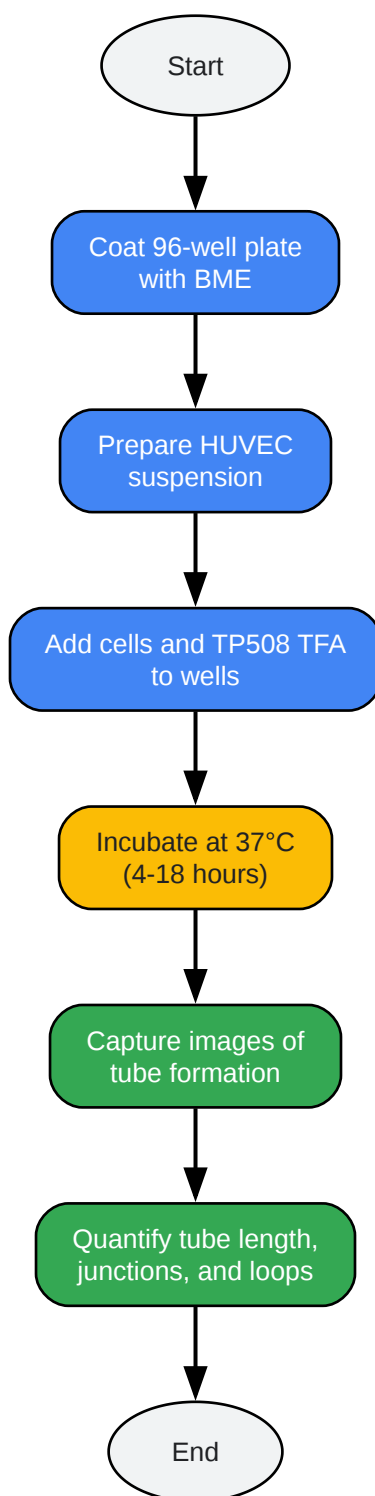 Start
Coat 96-well plate
with BME
Prepare HUVEC
suspension
Add cells and TP508 TFA
to wells
Incubate at 37°C
(4-18 hours)
Capture images of
tube formation
Quantify tube length,
junctions, and loops
End